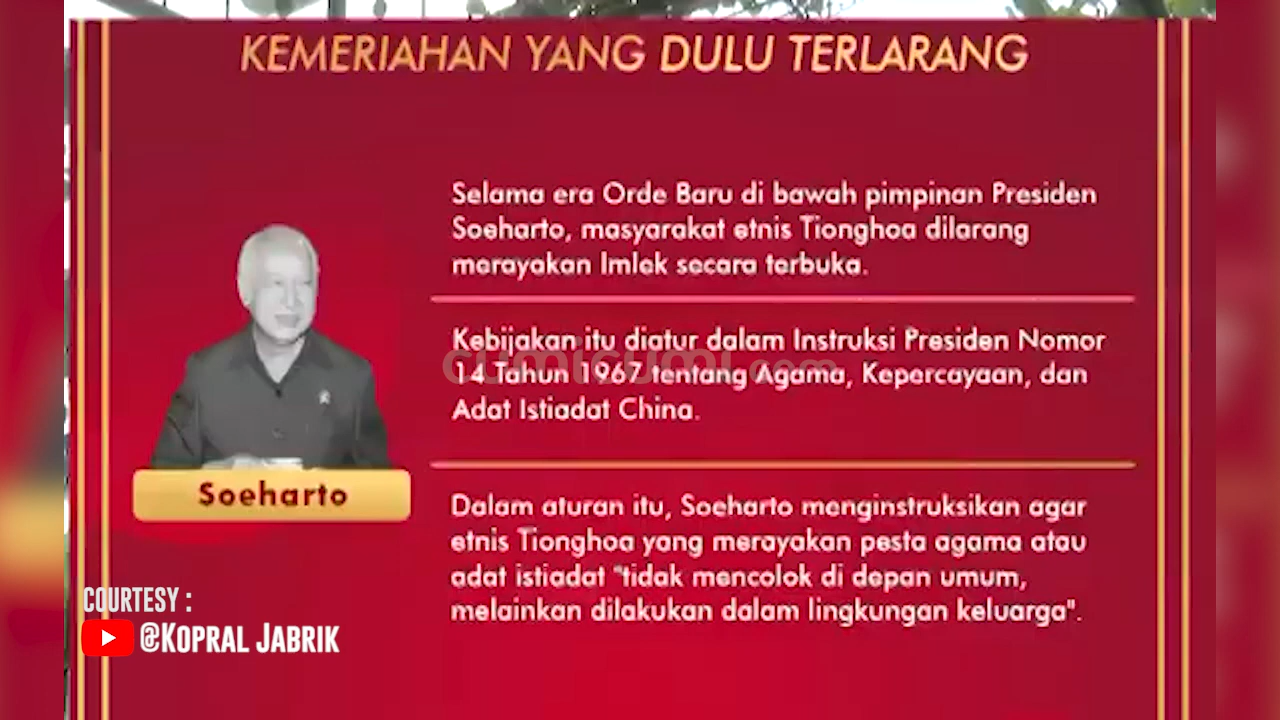 KEMERIAHAN YANG DULU TERLARANG
Selama era Orde Baru di bawah pimpinan Presiden
Soeharto, masyarakat etnis Tionghoa dilarang
merayakan Imlek secara terbuka.
Kebijakan itu diatur dalam Instruksi Presiden Nomor
14 Tahun 1967 tentang Agama, Kepercayaan, dan
Adat Istiadat China.
cumicumi.com
Soeharto
Dalam aturan itu, Soeharto menginstruksikan agar
etnis Tionghoa yang merayakan pesta agama atau
adat istiadat "tidak mencolok di depan umum,
melainkan dilakukan dalam lingkungan keluarga".
COURTESY :
@KOPRAL JABRIK